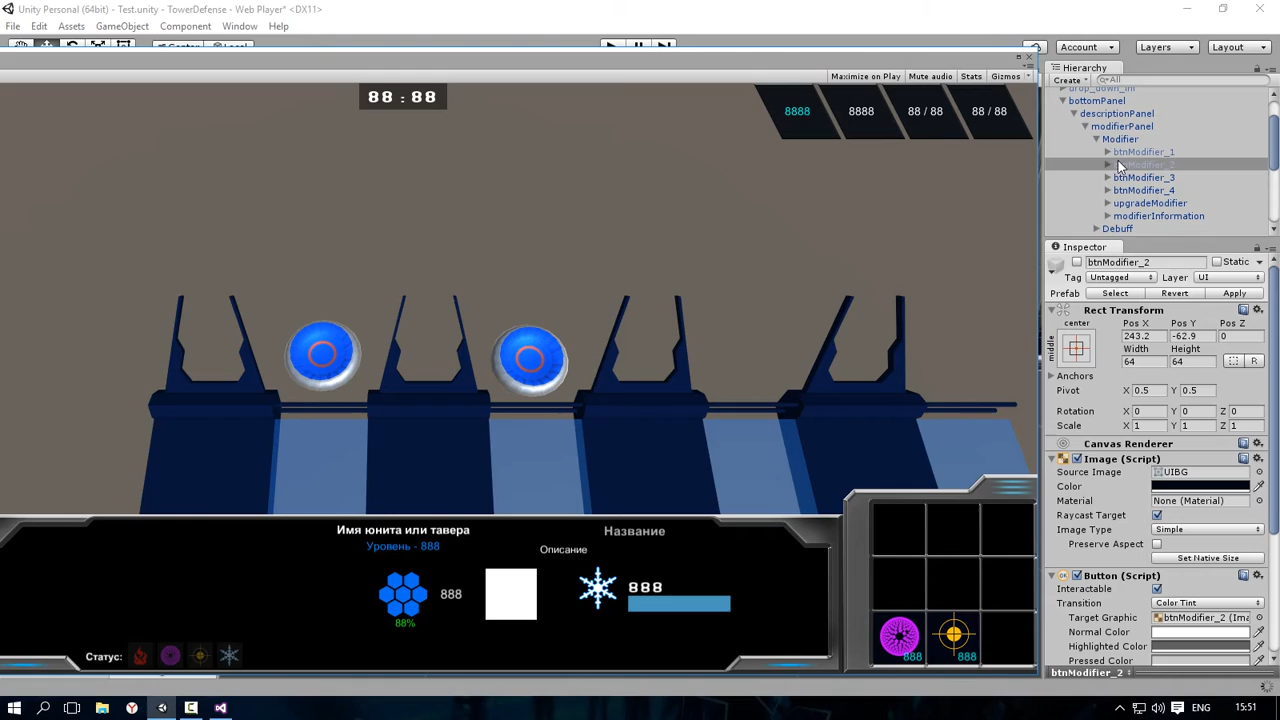 Unity Personal (64bit) - Test.unity - TowerDefense - Web Player* <DX11>
File Edit Assets GameObject Component Window Help
Center Local Account Layers Layout
Maximize on Play Mute audio Stats Gizmos
Hierarchy
Create All
88 : 88
8888 8888 88 / 88 88 / 88
drop_down_inf
bottomPanel
descriptionPanel
modifierPanel
Modifier
btnModifier_1
btnModifier_2
btnModifier_3
btnModifier_4
upgradeModifier
modifierInformation
Debuff
Inspector
btnModifier_2 Static
Tag Untagged Layer UI
Prefab Select Revert Apply
Rect Transform
center Pos X Pos Y Pos Z
middle 243.2 -62.9 0
Width Height
64 64 R
Anchors
Pivot X 0.5 Y 0.5
Rotation X 0 Y 0 Z 0
Scale X 1 Y 1 Z 1
Canvas Renderer
Image (Script)
Source Image UIBG
Color
Material None (Material)
Raycast Target
Image Type Simple
Preserve Aspect
Set Native Size
Button (Script)
Interactable
Transition Color Tint
Target Graphic btnModifier_2 (Ima
Normal Color
Highlighted Color
Pressed Color
btnModifier_2
Имя юнита или тавера
Уровень - 888
Название
Описание
888
88%
888
Статус:
888 888
ENG 15:51